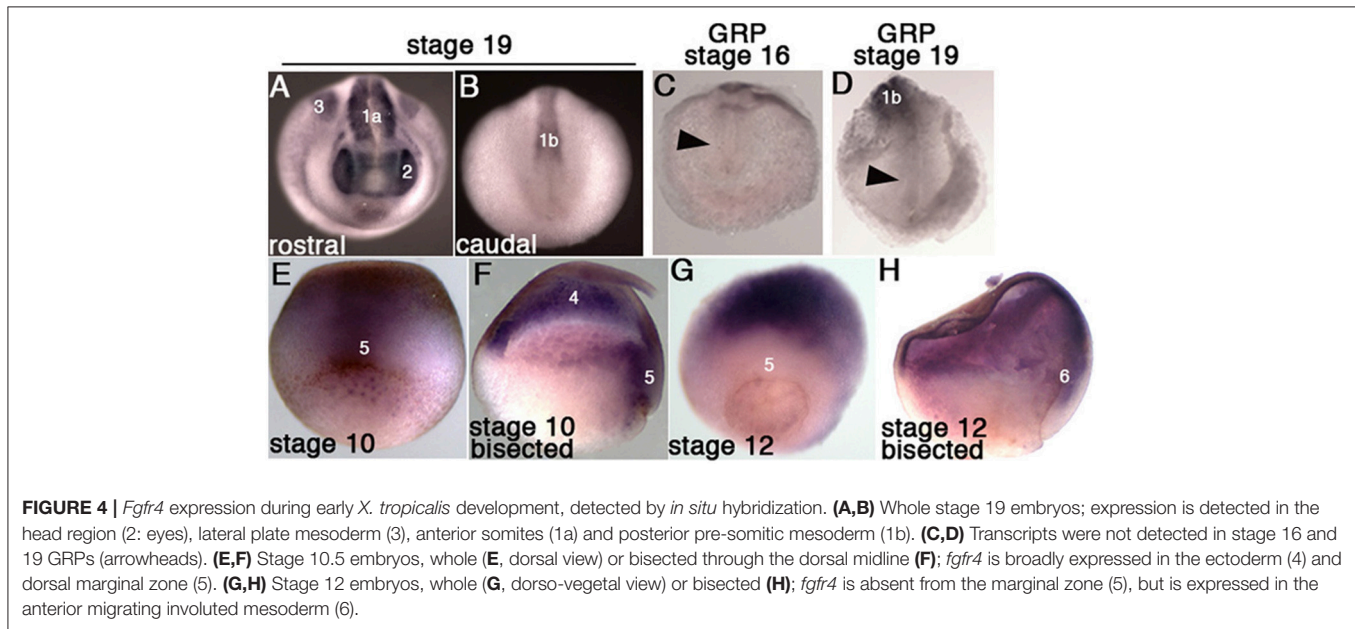 stage 19
GRP
stage 16
GRP
stage 19
A
3
1a
2
rostral
B
1b
caudal
C
D
1b
E
5
stage 10
F
4
5
stage 10
bisected
G
5
stage 12
H
6
stage 12
bisected
FIGURE 4 | Fgfr4 expression during early X. tropicalis development, detected by in situ hybridization. (A,B) Whole stage 19 embryos; expression is detected in the
head region (2: eyes), lateral plate mesoderm (3), anterior somites (1a) and posterior pre-somitic mesoderm (1b). (C,D) Transcripts were not detected in stage 16 and
19 GRPs (arrowheads). (E,F) Stage 10.5 embryos, whole (E, dorsal view) or bisected through the dorsal midline (F); fgfr4 is broadly expressed in the ectoderm (4) and
dorsal marginal zone (5). (G,H) Stage 12 embryos, whole (G, dorso-vegetal view) or bisected (H); fgfr4 is absent from the marginal zone (5), but is expressed in the
anterior migrating involuted mesoderm (6).